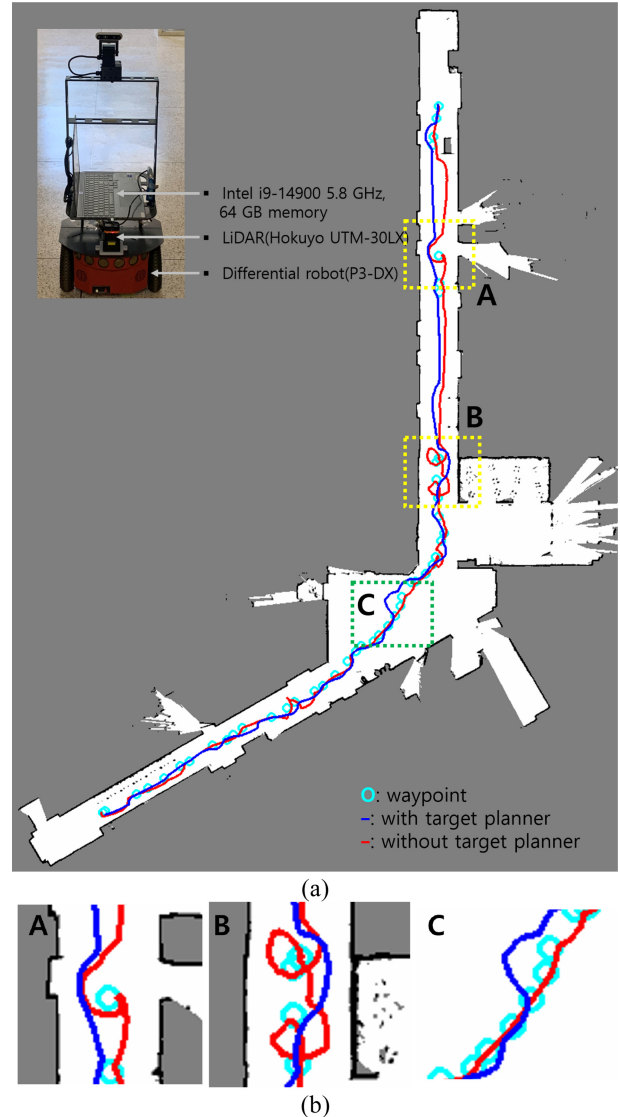 Intel i9-14900 5.8 GHz,
64 GB memory
LiDAR(Hokuyo UTM-30LX)
Differential robot(P3-DX)
A
B
C
O: waypoint
–: with target planner
–: without target planner
(a)
A
B
C
(b)